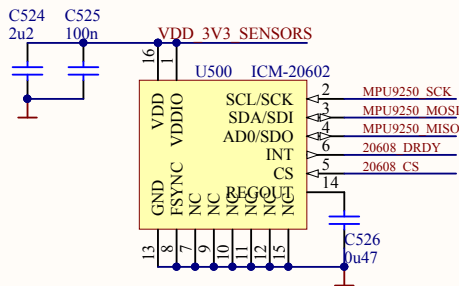 C524
2u2
C525
100n
VDD_3V3_SENSORS
16
1
U500
ICM-20602
VDD
VDDIO
SCL/SCK
2
MPU9250_SCK
SDA/SDI
3
MPU9250_MOSI
AD0/SDO
4
MPU9250_MISO
INT
6
20608_DRDY
CS
5
20608_CS
REGOUT
14
GND
FSYNC
NC
NC
NC
NC
NC
NC
13
8
7
9
10
11
12
15
C526
0u47